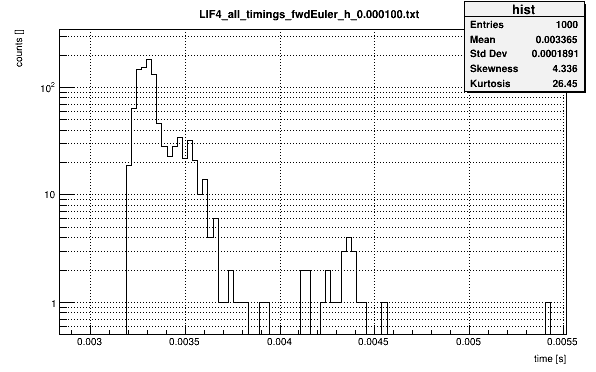 LIF4_all_timings_fwdEuler_h_0.000100.txt
hist
Entries 1000
Mean 0.003365
Std Dev 0.0001891
Skewness 4.336
Kurtosis 26.45
counts []
10²
10
1
0.003 0.0035 0.004 0.0045 0.005 0.0055
time [s]